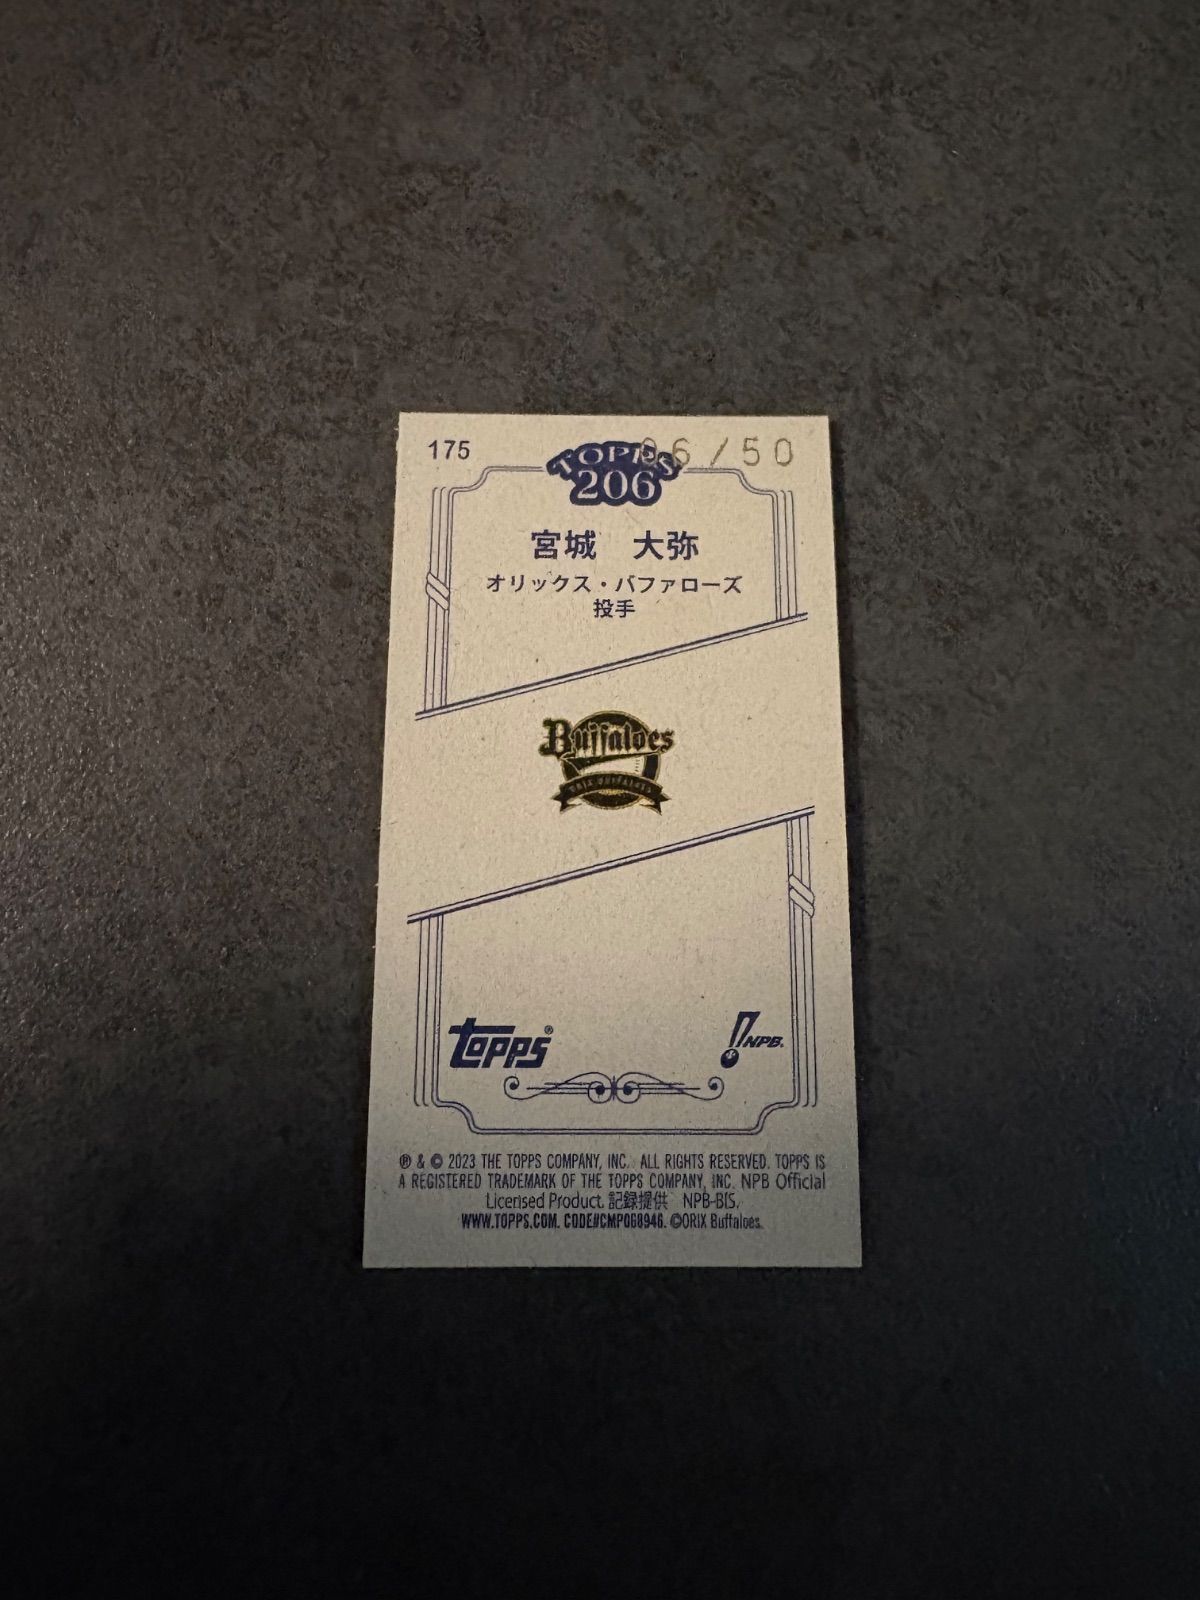 175
06/50
TOPPS
206
宮城　大弥
オリックス・バファローズ
投手
Buffaloes
ORIX BUFFALOES
topps®
NPB®
® & © 2023 THE TOPPS COMPANY, INC. ALL RIGHTS RESERVED. TOPPS IS
A REGISTERED TRADEMARK OF THE TOPPS COMPANY, INC. NPB Official
Licensed Product. 記録提供　NPB-BIS.
WWW.TOPPS.COM. CODE#CMP068946. ©ORIX Buffaloes.